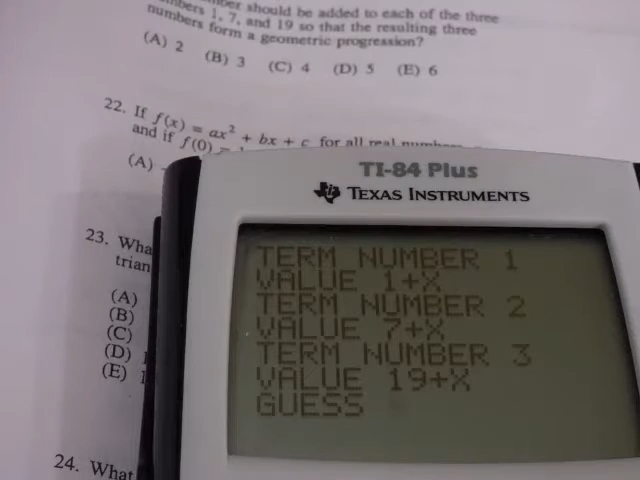 number should be added to each of the three
numbers 1, 7, and 19 so that the resulting three
numbers form a geometric progression?
(A) 2 (B) 3 (C) 4 (D) 5 (E) 6
22. If f(x) = ax² + bx + c for all real numbers
and if f(0) =
(A)
23. Wha
trian
(A)
(B)
(C)
(D)
(E)
24. What
TI-84 Plus
TEXAS INSTRUMENTS
TERM NUMBER 1
VALUE 1+X
TERM NUMBER 2
VALUE 7+X
TERM NUMBER 3
VALUE 19+X
GUESS